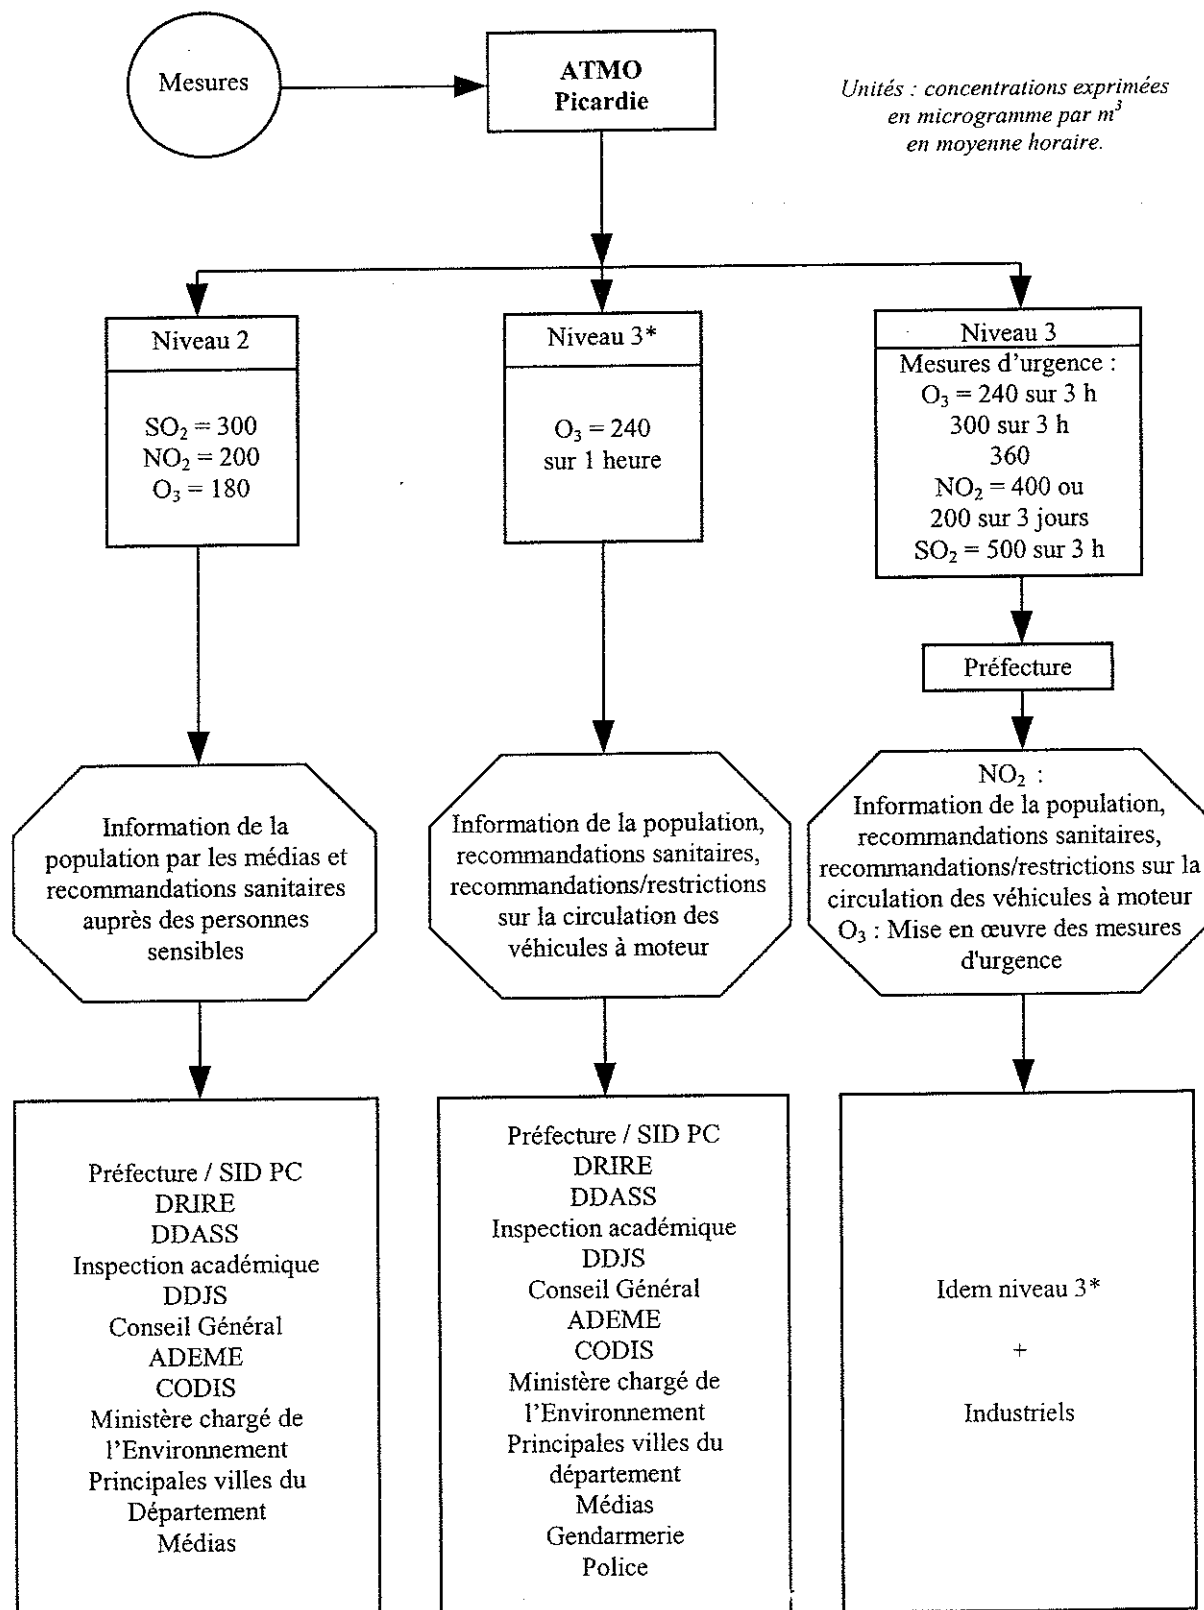 Mesures
ATMO
Picardie
Unités : concentrations exprimées
en microgramme par m³
en moyenne horaire.
Niveau 2
SO₂ = 300
NO₂ = 200
O₃ = 180
Niveau 3*
O₃ = 240
sur 1 heure
Niveau 3
Mesures d'urgence :
O₃ = 240 sur 3 h
300 sur 3 h
360
NO₂ = 400 ou
200 sur 3 jours
SO₂ = 500 sur 3 h
Préfecture
Information de la
population par les médias et
recommandations sanitaires
auprès des personnes
sensibles
Information de la population,
recommandations sanitaires,
recommandations/restrictions
sur la circulation des
véhicules à moteur
NO₂ :
Information de la population,
recommandations sanitaires,
recommandations/restrictions sur la
circulation des véhicules à moteur
O₃ : Mise en œuvre des mesures
d'urgence
Préfecture / SID PC
DRIRE
DDASS
Inspection académique
DDJS
Conseil Général
ADEME
CODIS
Ministère chargé de
l'Environnement
Principales villes du
Département
Médias
Préfecture / SID PC
DRIRE
DDASS
Inspection académique
DDJS
Conseil Général
ADEME
CODIS
Ministère chargé de
l'Environnement
Principales villes du
département
Médias
Gendarmerie
Police
Idem niveau 3*
+
Industriels